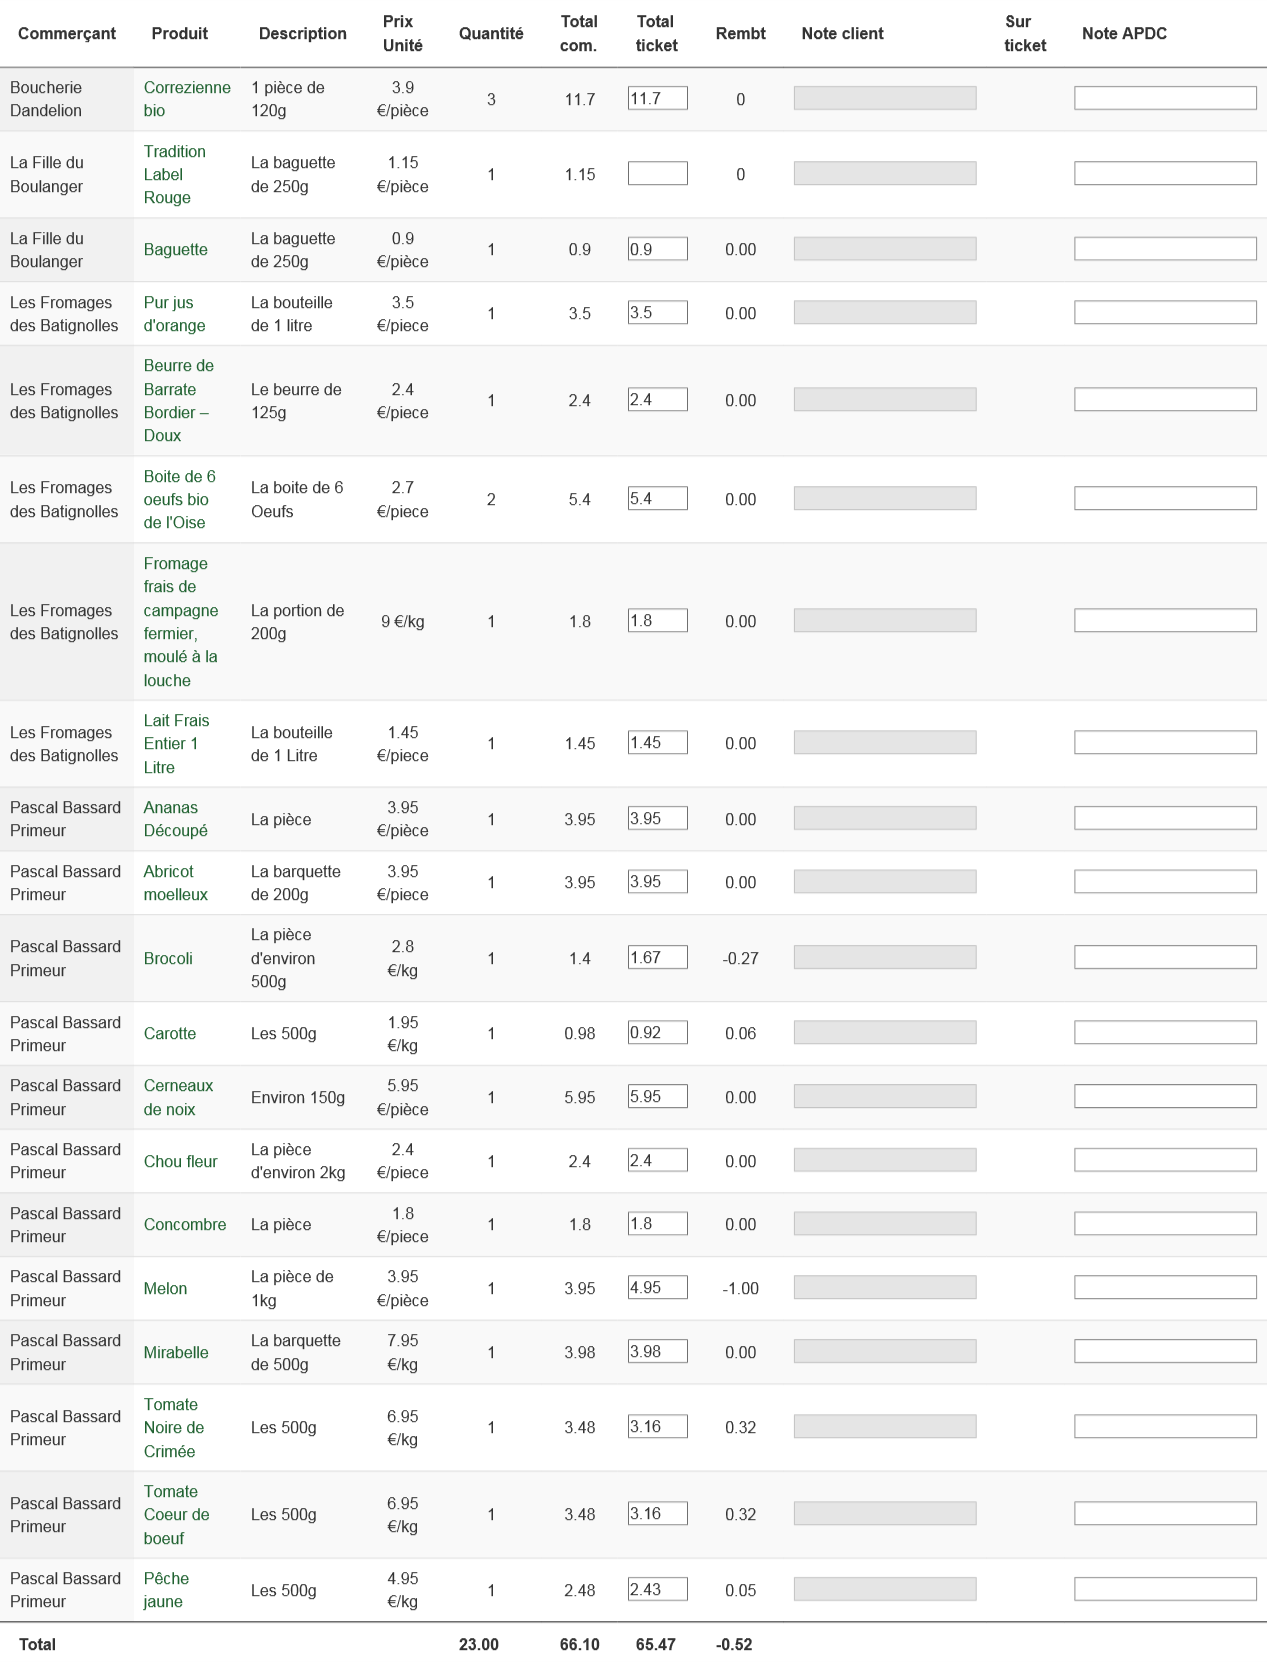 Commerçant Produit Description Prix Unité Quantité Total com. Total ticket Rembt Note client Sur ticket Note APDC
Boucherie Dandelion Correzienne bio 1 pièce de 120g 3.9 €/pièce 3 11.7 11.7 0
La Fille du Boulanger Tradition Label Rouge La baguette de 250g 1.15 €/pièce 1 1.15 0
La Fille du Boulanger Baguette La baguette de 250g 0.9 €/pièce 1 0.9 0.9 0.00
Les Fromages des Batignolles Pur jus d'orange La bouteille de 1 litre 3.5 €/piece 1 3.5 3.5 0.00
Les Fromages des Batignolles Beurre de Barrate Bordier – Doux Le beurre de 125g 2.4 €/piece 1 2.4 2.4 0.00
Les Fromages des Batignolles Boite de 6 oeufs bio de l'Oise La boite de 6 Oeufs 2.7 €/piece 2 5.4 5.4 0.00
Les Fromages des Batignolles Fromage frais de campagne fermier, moulé à la louche La portion de 200g 9 €/kg 1 1.8 1.8 0.00
Les Fromages des Batignolles Lait Frais Entier 1 Litre La bouteille de 1 Litre 1.45 €/piece 1 1.45 1.45 0.00
Pascal Bassard Primeur Ananas Découpé La pièce 3.95 €/pièce 1 3.95 3.95 0.00
Pascal Bassard Primeur Abricot moelleux La barquette de 200g 3.95 €/piece 1 3.95 3.95 0.00
Pascal Bassard Primeur Brocoli La pièce d'environ 500g 2.8 €/kg 1 1.4 1.67 -0.27
Pascal Bassard Primeur Carotte Les 500g 1.95 €/kg 1 0.98 0.92 0.06
Pascal Bassard Primeur Cerneaux de noix Environ 150g 5.95 €/pièce 1 5.95 5.95 0.00
Pascal Bassard Primeur Chou fleur La pièce d'environ 2kg 2.4 €/piece 1 2.4 2.4 0.00
Pascal Bassard Primeur Concombre La pièce 1.8 €/piece 1 1.8 1.8 0.00
Pascal Bassard Primeur Melon La pièce de 1kg 3.95 €/pièce 1 3.95 4.95 -1.00
Pascal Bassard Primeur Mirabelle La barquette de 500g 7.95 €/kg 1 3.98 3.98 0.00
Pascal Bassard Primeur Tomate Noire de Crimée Les 500g 6.95 €/kg 1 3.48 3.16 0.32
Pascal Bassard Primeur Tomate Coeur de boeuf Les 500g 6.95 €/kg 1 3.48 3.16 0.32
Pascal Bassard Primeur Pêche jaune Les 500g 4.95 €/kg 1 2.48 2.43 0.05
Total 23.00 66.10 65.47 -0.52